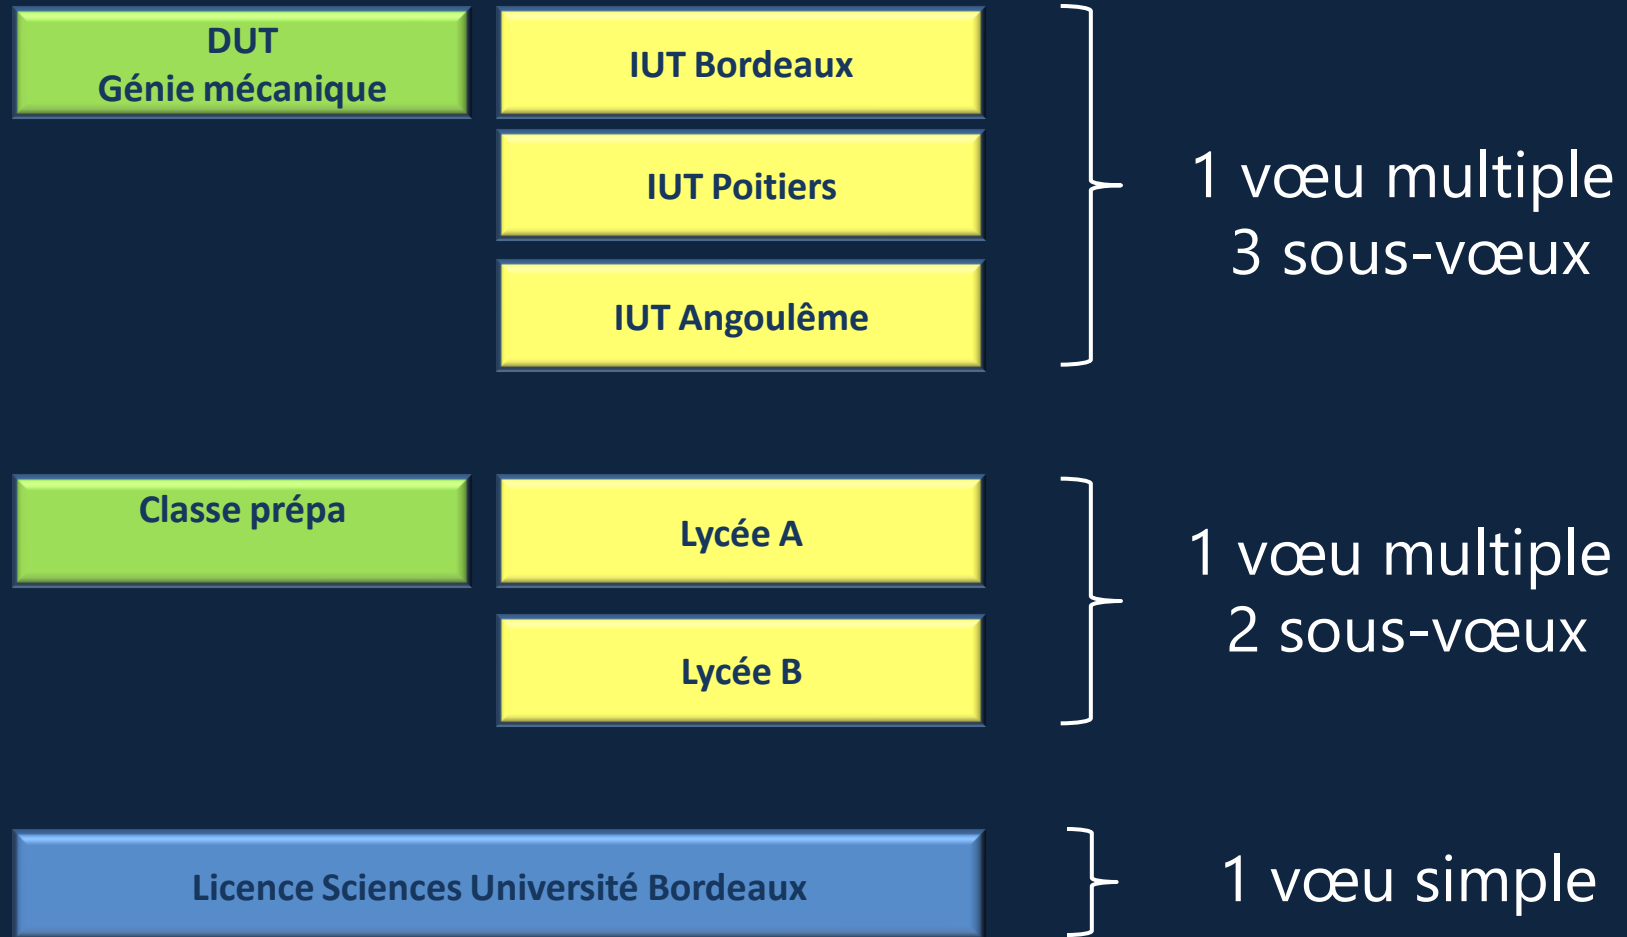 DUT
Génie mécanique
IUT Bordeaux
IUT Poitiers
IUT Angoulême
1 vœu multiple
3 sous-vœux
Classe prépa
Lycée A
Lycée B
1 vœu multiple
2 sous-vœux
Licence Sciences Université Bordeaux
1 vœu simple